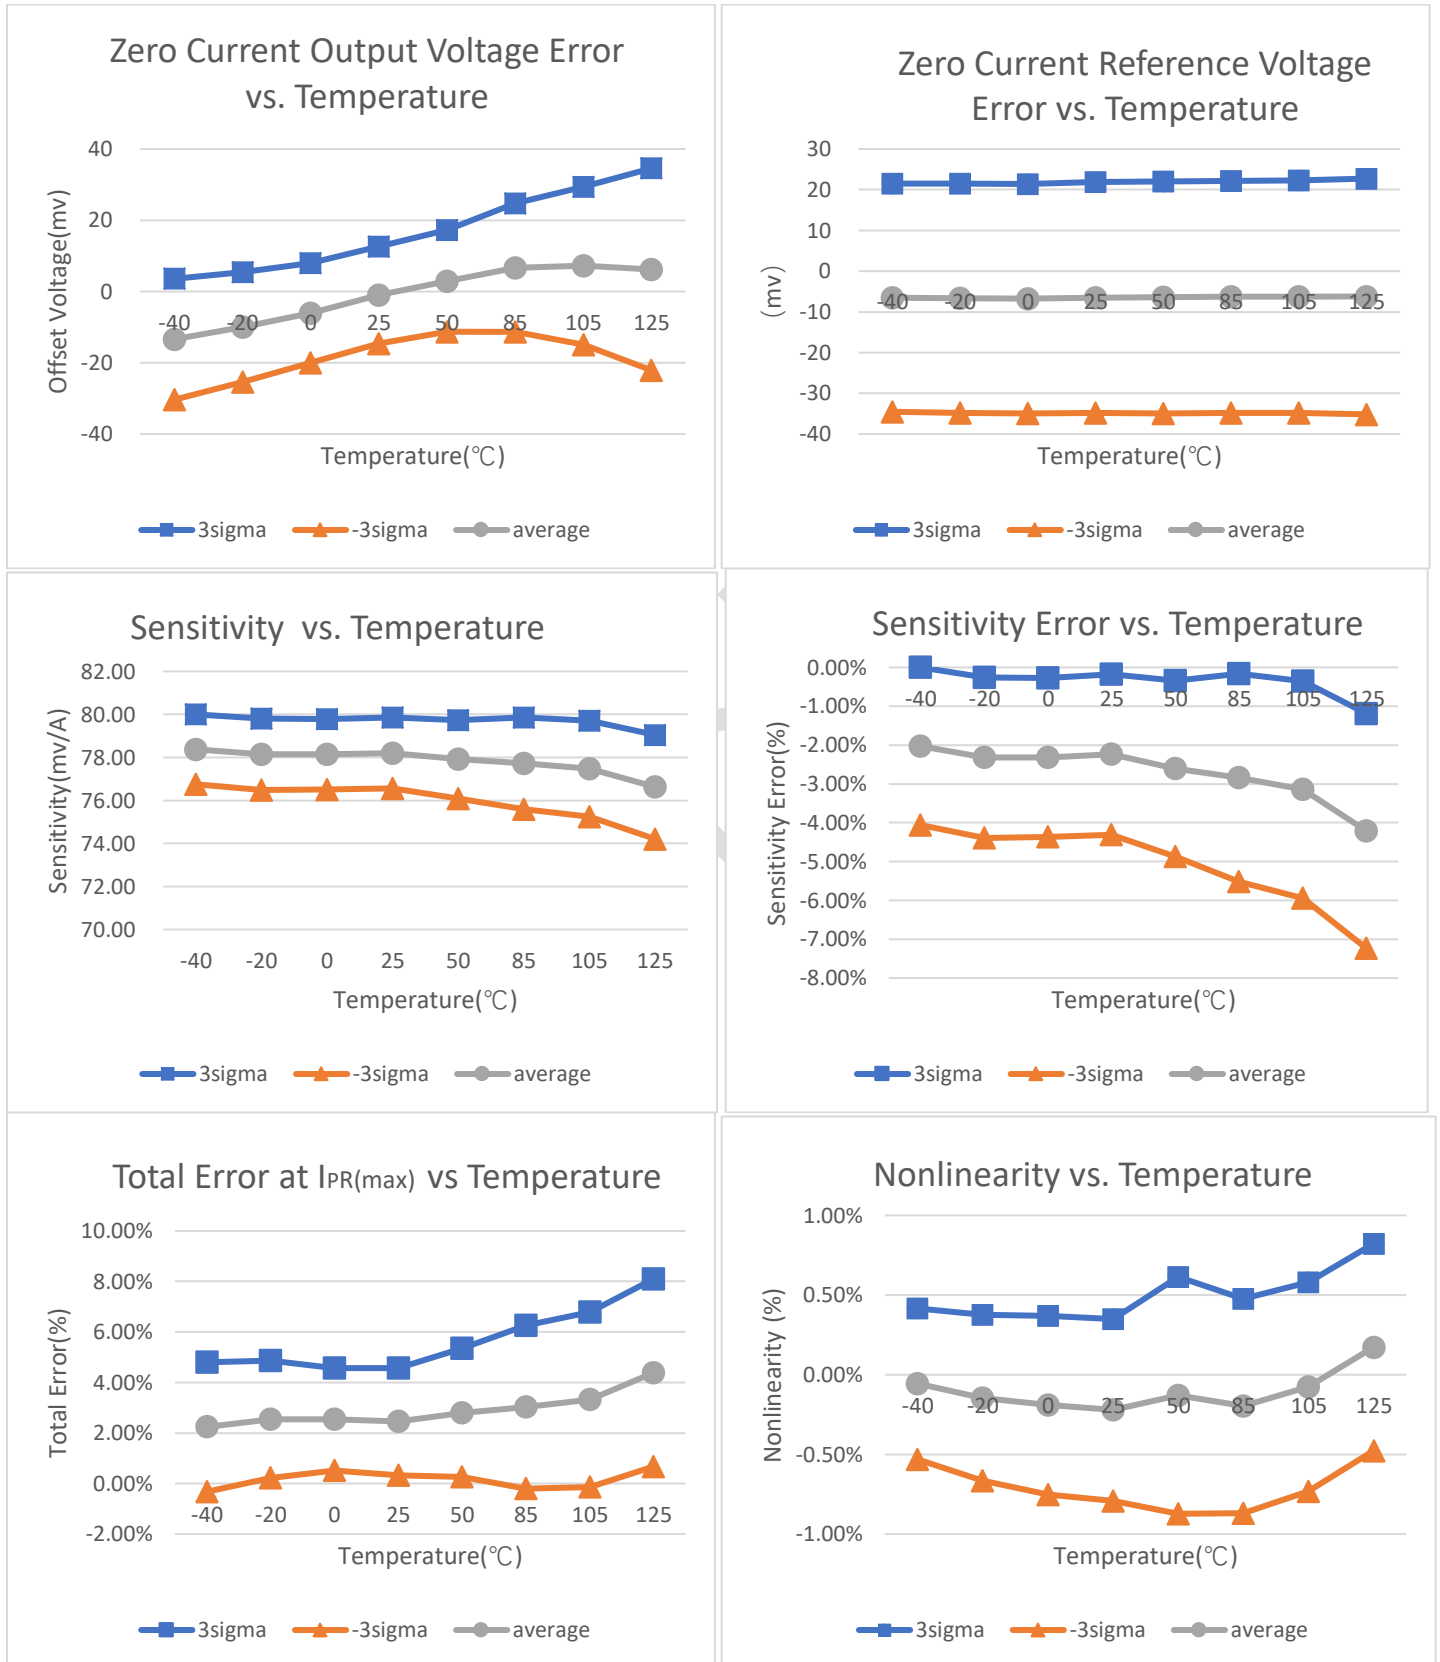 Zero Current Output Voltage Error
vs. Temperature
40
20
0
-20
-40
Offset Voltage(mv)
-40 -20 0 25 50 85 105 125
Temperature(℃)
3sigma -3sigma average
Zero Current Reference Voltage
Error vs. Temperature
30
20
10
0
-10
-20
-30
-40
(mv)
-40 -20 0 25 50 85 105 125
Temperature(℃)
3sigma -3sigma average
Sensitivity vs. Temperature
82.00
80.00
78.00
76.00
74.00
72.00
70.00
Sensitivity(mv/A)
-40 -20 0 25 50 85 105 125
Temperature(℃)
3sigma -3sigma average
Sensitivity Error vs. Temperature
0.00%
-1.00%
-2.00%
-3.00%
-4.00%
-5.00%
-6.00%
-7.00%
-8.00%
Sensitivity Error(%)
-40 -20 0 25 50 85 105 125
Temperature(℃)
3sigma -3sigma average
Total Error at IPR(max) vs Temperature
10.00%
8.00%
6.00%
4.00%
2.00%
0.00%
-2.00%
Total Error(%)
-40 -20 0 25 50 85 105 125
Temperature(℃)
3sigma -3sigma average
Nonlinearity vs. Temperature
1.00%
0.50%
0.00%
-0.50%
-1.00%
Nonlinearity (%)
-40 -20 0 25 50 85 105 125
Temperature(℃)
3sigma -3sigma average